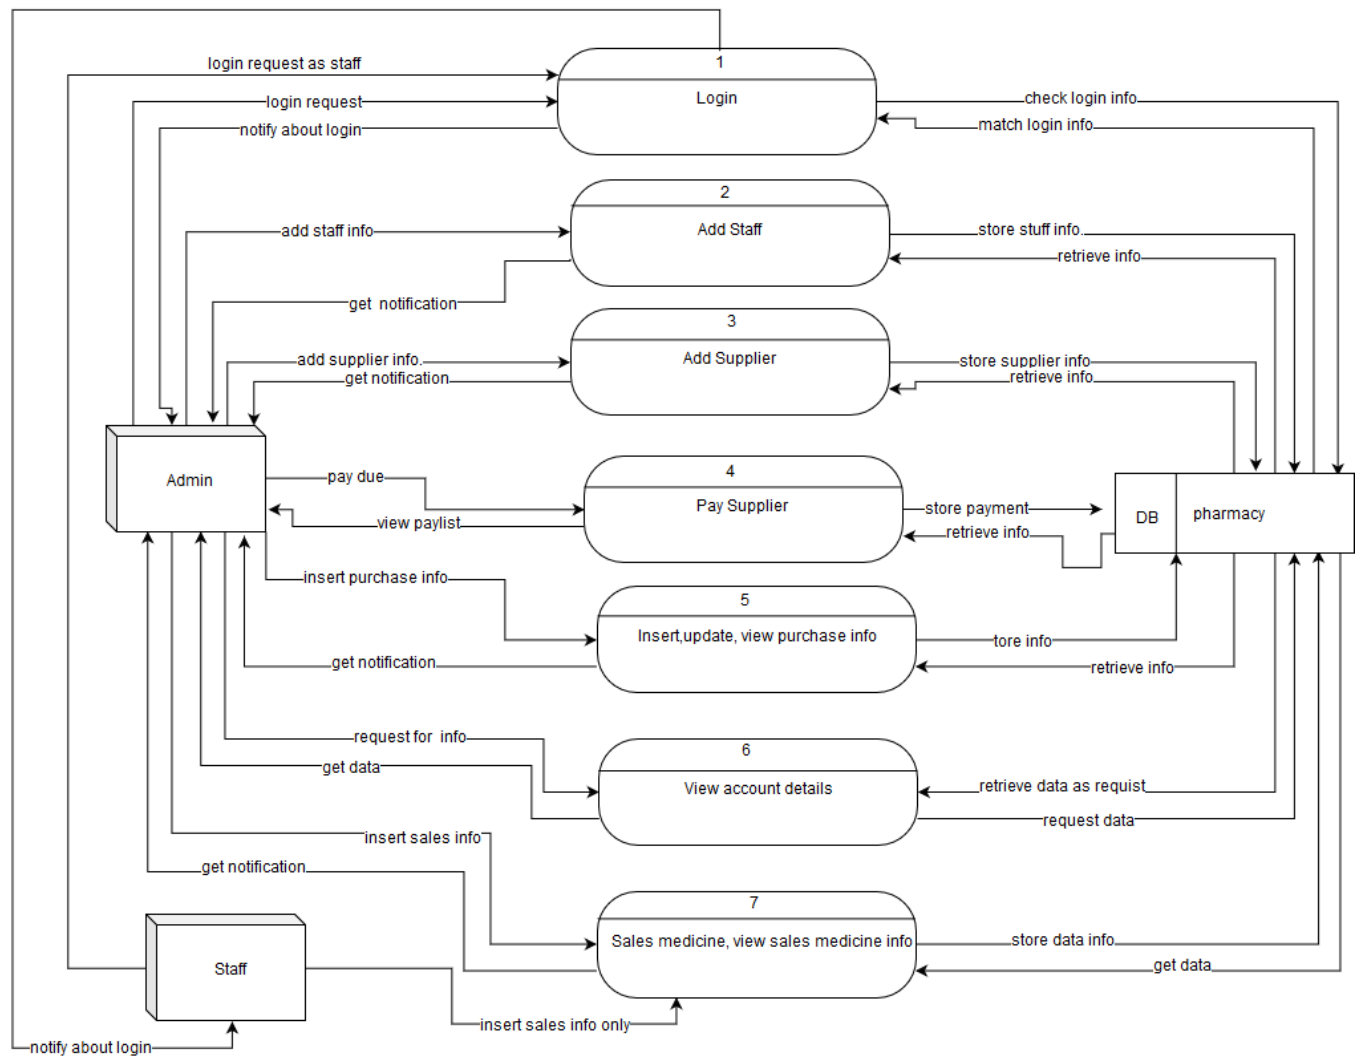 1
login request as staff
Login
login request
check login info
notify about login
match login info
2
add staff info
Add Staff
store stuff info.
retrieve info
get notification
3
add supplier info.
Add Supplier
store supplier info
get notification
retrieve info
Admin
pay due
4
Pay Supplier
store payment
DB
pharmacy
view paylist
retrieve info
insert purchase info
5
Insert,update, view purchase info
tore info
get notification
retrieve info
request for info
6
get data
View account details
retrieve data as requist
request data
insert sales info
get notification
7
Sales medicine, view sales medicine info
store data info
Staff
get data
insert sales info only
notify about login